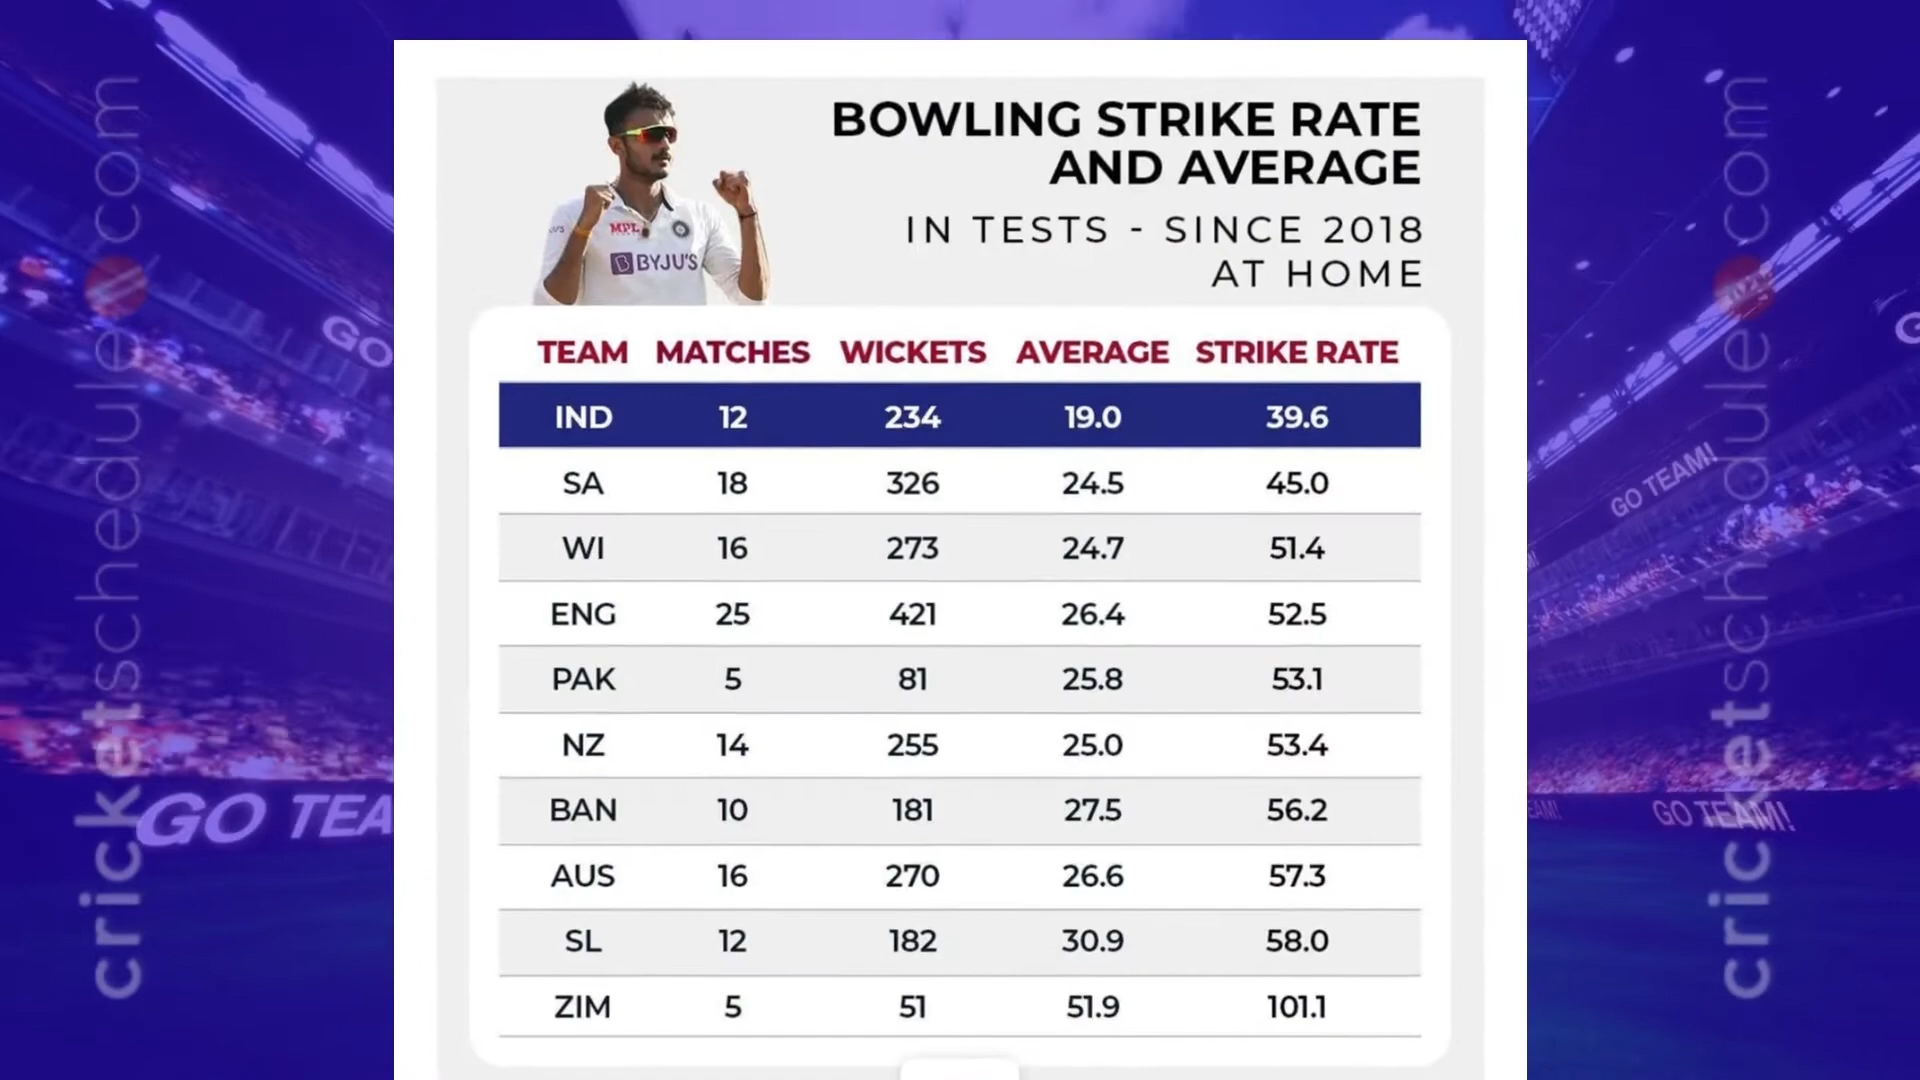 BOWLING STRIKE RATE
AND AVERAGE
IN TESTS - SINCE 2018
AT HOME
MPL
BYJU'S
TEAM MATCHES WICKETS AVERAGE STRIKE RATE
IND 12 234 19.0 39.6
SA 18 326 24.5 45.0
WI 16 273 24.7 51.4
ENG 25 421 26.4 52.5
PAK 5 81 25.8 53.1
NZ 14 255 25.0 53.4
BAN 10 181 27.5 56.2
AUS 16 270 26.6 57.3
SL 12 182 30.9 58.0
ZIM 5 51 51.9 101.1
cricketschedule.com
GO
GO TEA
cricketschedule.com
GO TEAM!
GO TEAM!